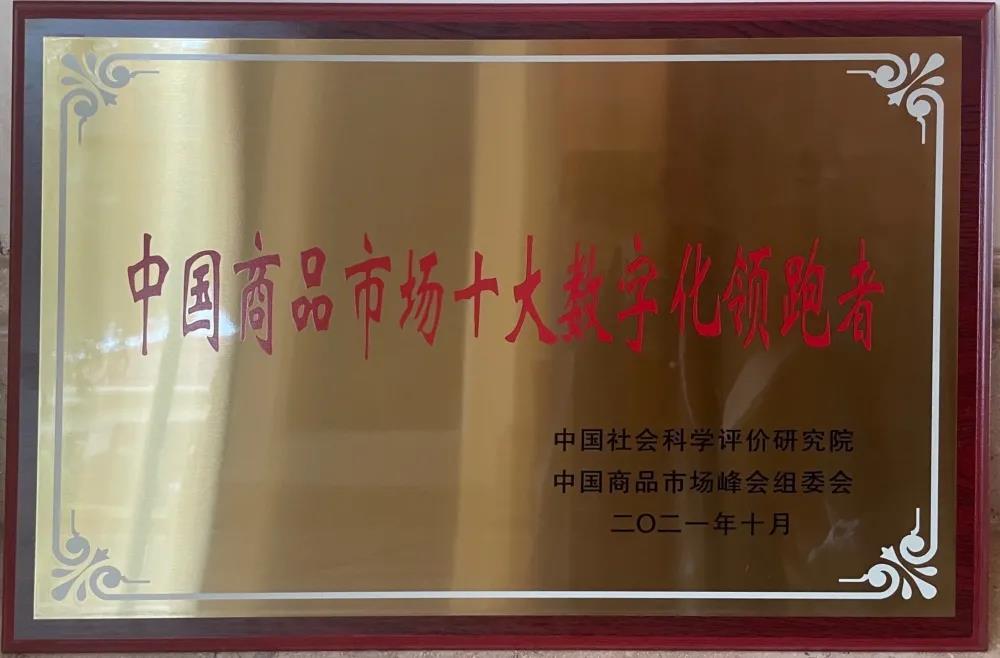 中国商品市场十大数字化领跑者
中国社会科学评价研究院
中国商品市场峰会组委会
二〇二一年十月